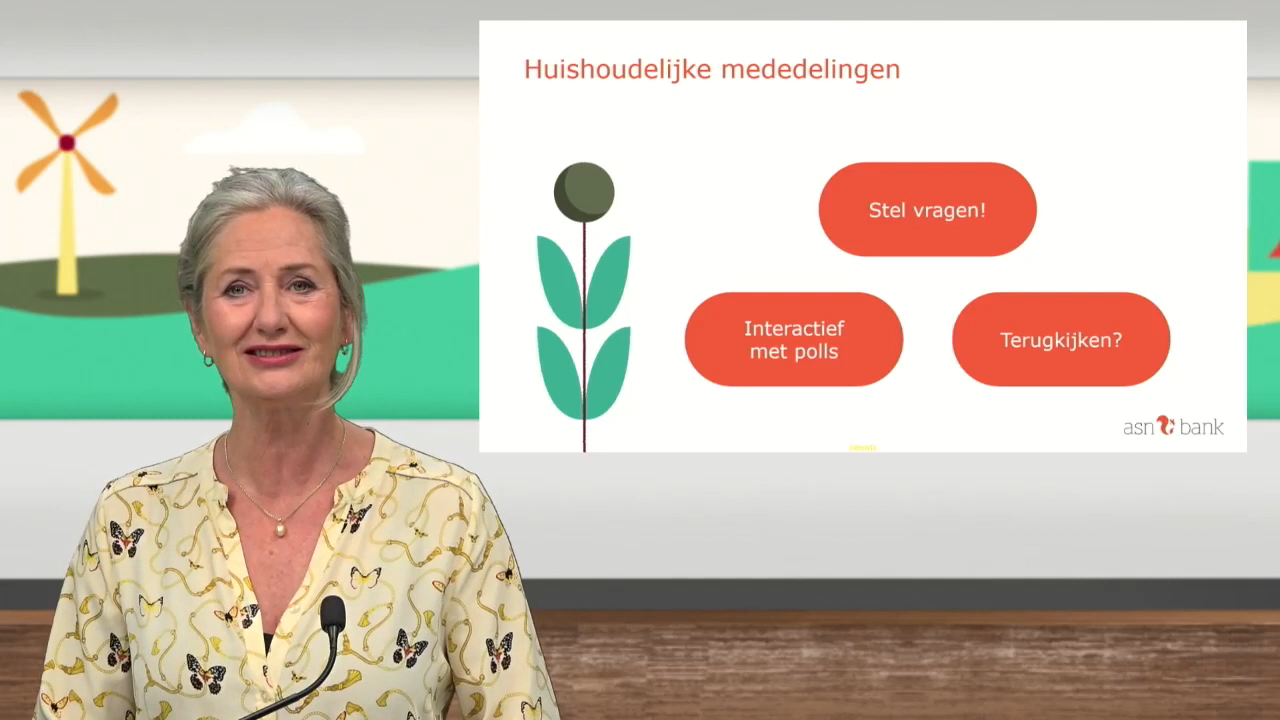 Huishoudelijke mededelingen
Stel vragen!
Interactief
met polls
Terugkijken?
asn bank